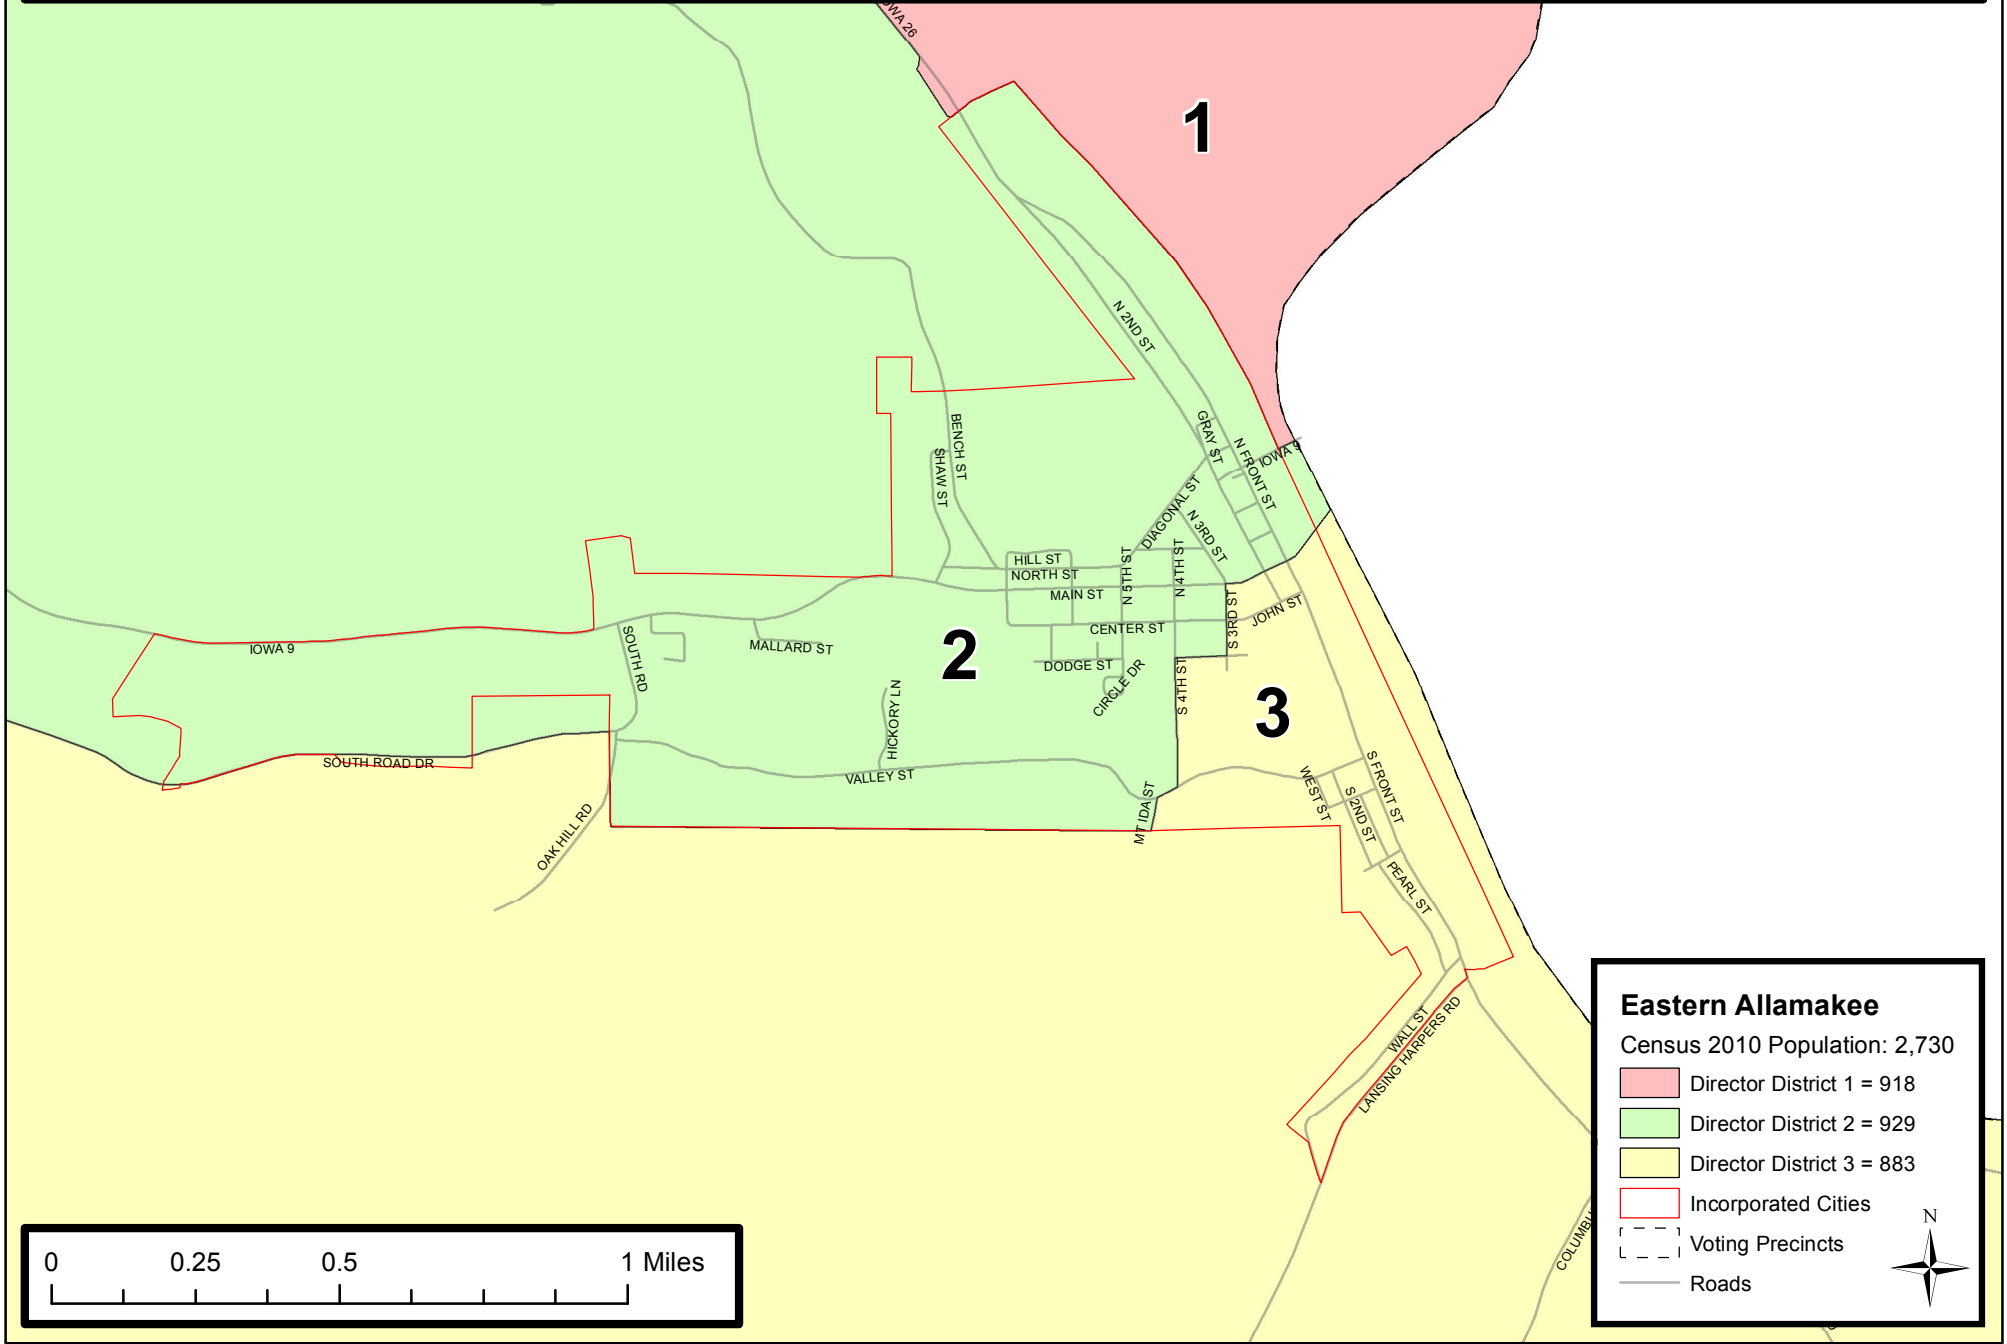 IOWA 26
1
N 2ND ST
GRAY ST
N FRONT ST
IOWA 9
BENCH ST
SHAW ST
DIAGONAL ST
N 3RD ST
HILL ST
NORTH ST
N 5TH ST
N 4TH ST
MAIN ST
S 3RD ST
JOHN ST
CENTER ST
IOWA 9
SOUTH RD
MALLARD ST
2
DODGE ST
CIRCLE DR
S 4TH ST
3
HICKORY LN
SOUTH ROAD DR
VALLEY ST
MT IDA ST
WEST ST
S 2ND ST
S FRONT ST
OAK HILL RD
PEARL ST
WALL ST
LANSING HARPERS RD
Eastern Allamakee
Census 2010 Population: 2,730
Director District 1 = 918
Director District 2 = 929
Director District 3 = 883
Incorporated Cities
Voting Precincts
Roads
N
0 0.25 0.5 1 Miles